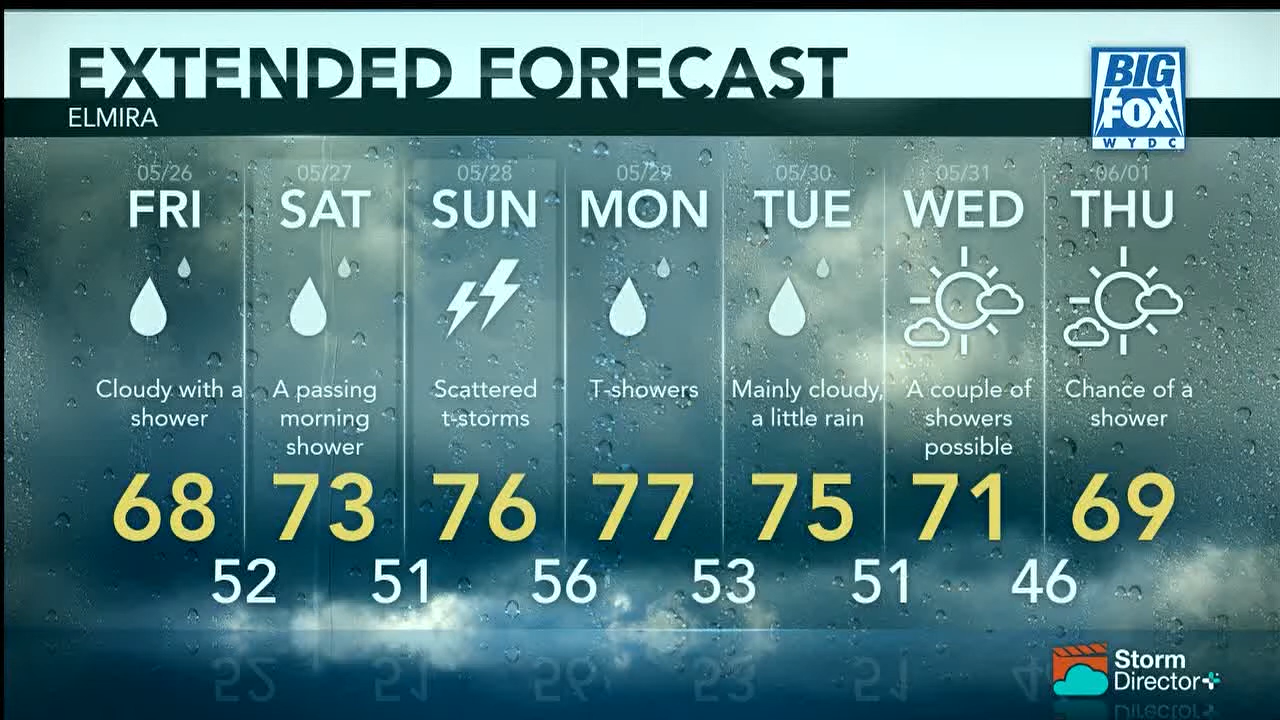 EXTENDED FORECAST
ELMIRA
BIG
FOX
WYDC
05/26 05/27 05/28 05/29 05/30 05/31 06/01
FRI SAT SUN MON TUE WED THU
Cloudy with a
shower
A passing
morning
shower
Scattered
t-storms
T-showers
Mainly cloudy,
a little rain
A couple of
showers
possible
Chance of a
shower
68 73 76 77 75 71 69
52 51 56 53 51 46
Storm
Director+